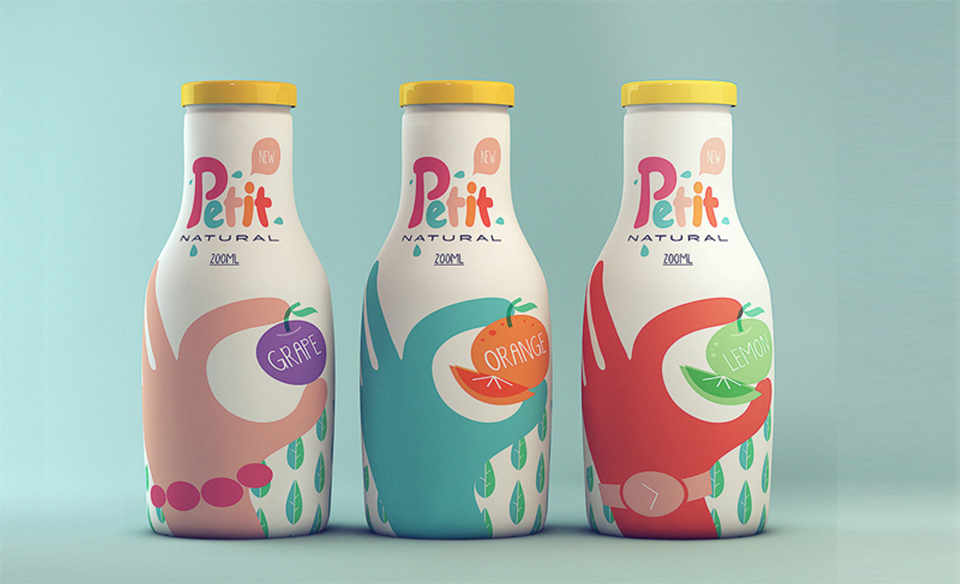 NEW
Petit
NATURAL
200ML
GRAPE
NEW
Petit
NATURAL
200ML
ORANGE
NEW
Petit
NATURAL
200ML
LEMON